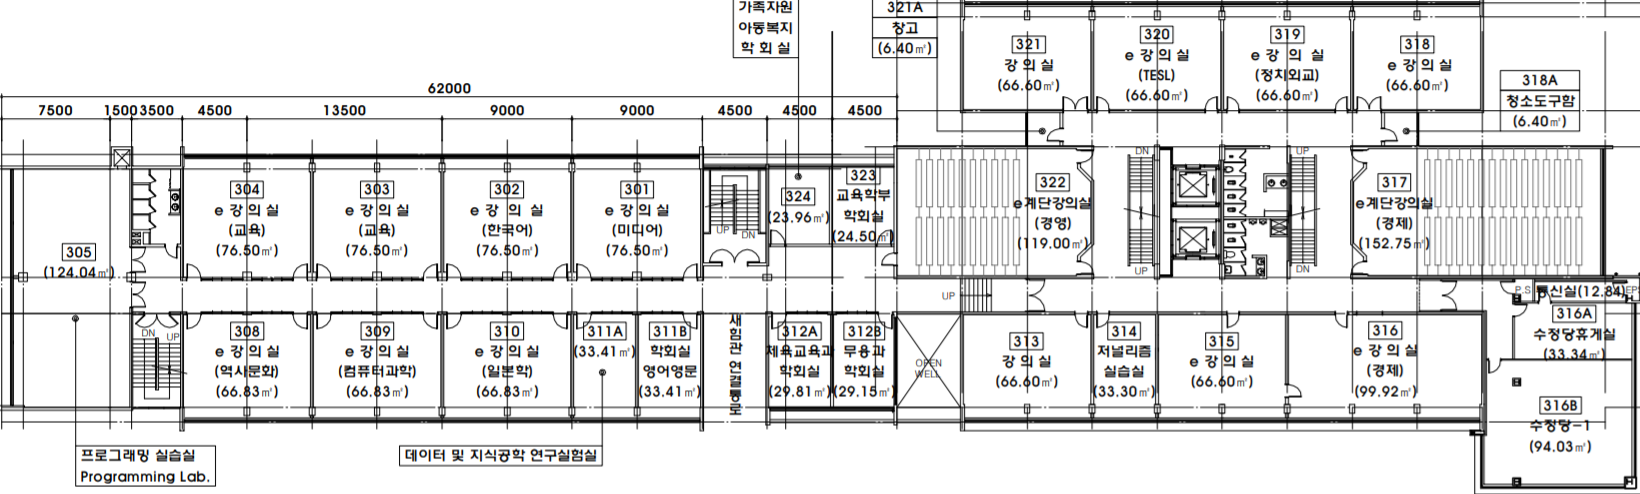 가족자원
아동복지
학 회 실
321A
창고
(6.40㎡)
62000
7500
1500
3500
4500
13500
9000
9000
4500
4500
4500
321
강 의 실
(66.60㎡)
320
e 강 의 실
(TESL)
(66.60㎡)
319
e 강 의 실
(정치외교)
(66.60㎡)
318
e 강 의 실
(66.60㎡)
318A
청소도구함
(6.40㎡)
305
(124.04㎡)
304
e 강 의 실
(교육)
(76.50㎡)
303
e 강 의 실
(교육)
(76.50㎡)
302
e 강 의 실
(한국어)
(76.50㎡)
301
e 강 의 실
(미디어)
(76.50㎡)
UP
DN
324
(23.96㎡)
323
교육학부
학회실
(24.50㎡)
322
e계단강의실
(경영)
(119.00㎡)
DN
UP
UP
DN
317
e계단강의실
(경제)
(152.75㎡)
UP
DN
UP
308
e 강 의 실
(역사문화)
(66.83㎡)
309
e 강 의 실
(컴퓨터과학)
(66.83㎡)
310
e 강 의 실
(일본학)
(66.83㎡)
311A
(33.41㎡)
311B
학회실
영어영문
(33.41㎡)
새힘관 연결통로
312A
체육교육과
학회실
(29.81㎡)
312B
무용과
학회실
(29.15㎡)
OPEN
WELL
313
강 의 실
(66.60㎡)
314
저널리즘
실습실
(33.30㎡)
315
e 강 의 실
(66.60㎡)
316
e 강 의 실
(경제)
(99.92㎡)
P.S
통신실(12.84)
EPS
316A
수정당휴게실
(33.34㎡)
316B
수정당-1
(94.03㎡)
프로그래밍 실습실
Programming Lab.
데이터 및 지식공학 연구실험실